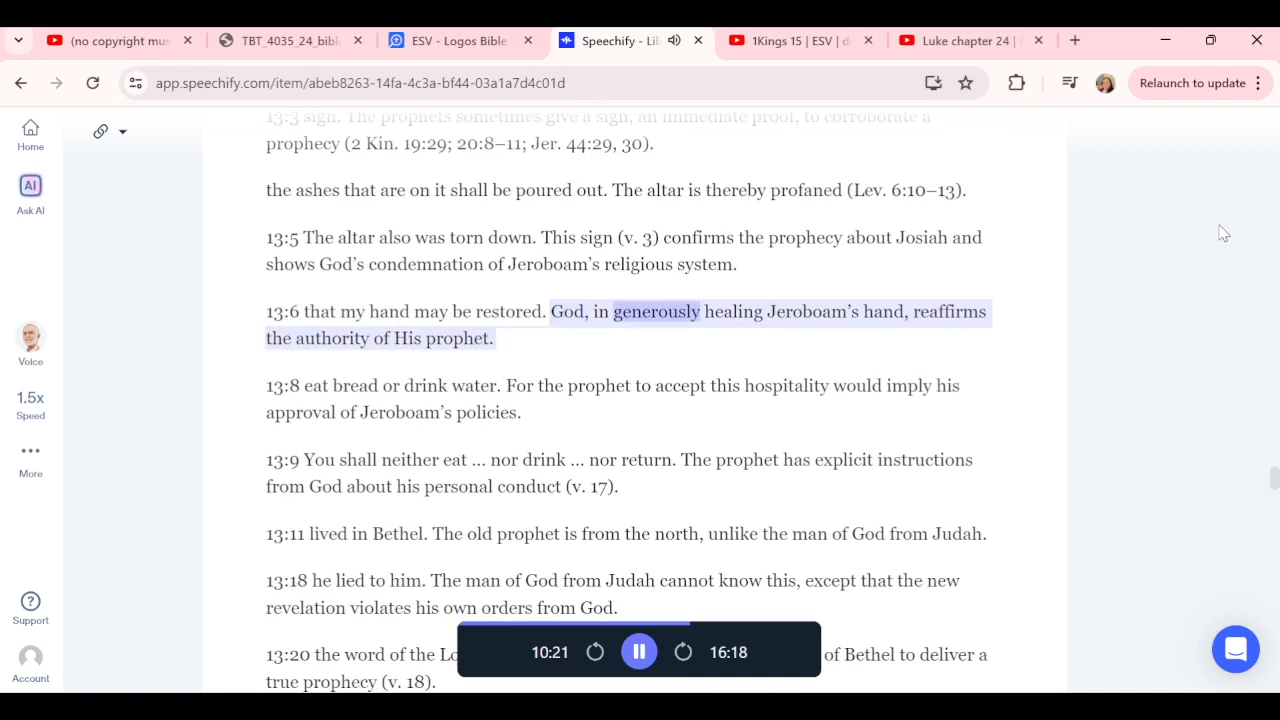 (no copyright mus
TBT_4035_24_bible
ESV - Logos Bible
Speechify - Lib
1Kings 15 | ESV | d
Luke chapter 24 |
app.speechify.com/item/abeb8263-14fa-4c3a-bf44-03a1a7d4c01d
Relaunch to update
Home
AI
Ask AI
Voice
1.5x
Speed
More
Support
Account
13:3 sign. The prophets sometimes give a sign, an immediate proof, to corroborate a
prophecy (2 Kin. 19:29; 20:8–11; Jer. 44:29, 30).
the ashes that are on it shall be poured out. The altar is thereby profaned (Lev. 6:10–13).
13:5 The altar also was torn down. This sign (v. 3) confirms the prophecy about Josiah and
shows God’s condemnation of Jeroboam’s religious system.
13:6 that my hand may be restored. God, in generously healing Jeroboam’s hand, reaffirms
the authority of His prophet.
13:8 eat bread or drink water. For the prophet to accept this hospitality would imply his
approval of Jeroboam’s policies.
13:9 You shall neither eat ... nor drink ... nor return. The prophet has explicit instructions
from God about his personal conduct (v. 17).
13:11 lived in Bethel. The old prophet is from the north, unlike the man of God from Judah.
13:18 he lied to him. The man of God from Judah cannot know this, except that the new
revelation violates his own orders from God.
13:20 the word of the Lo of Bethel to deliver a
true prophecy (v. 18).
10:21
16:18